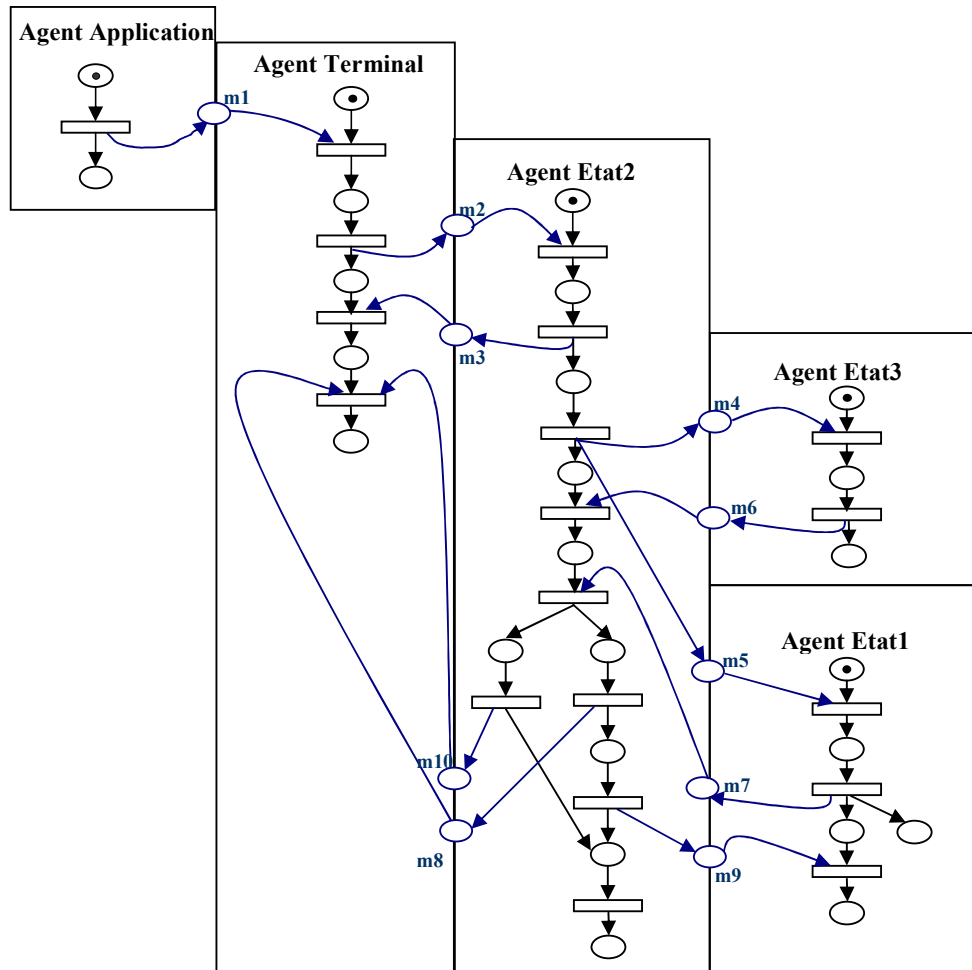 Agent Application
Agent Terminal
m1
Agent Etat2
m2
m3
Agent Etat3
m4
m6
Agent Etat1
m5
m10
m7
m8
m9